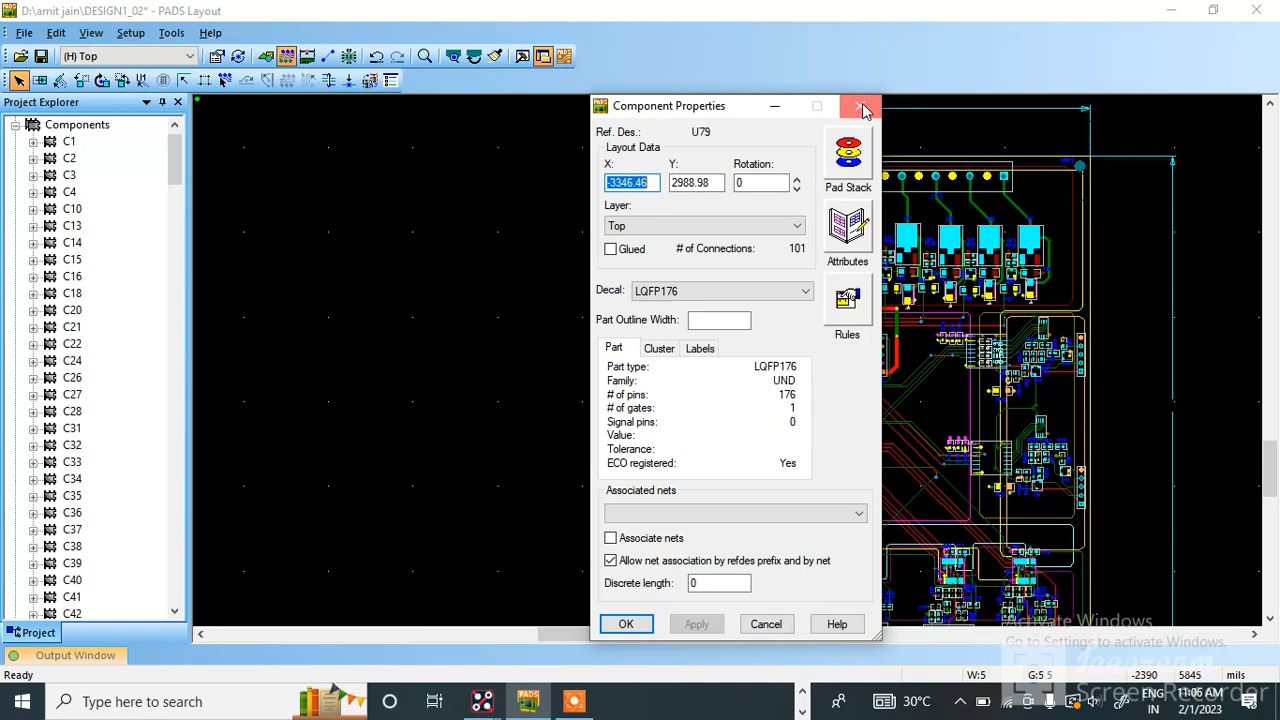 D:\amit jain\DESIGN1_02* - PADS Layout
File Edit View Setup Tools Help
(H) Top
Project Explorer
Components
C1
C2
C3
C4
C10
C13
C14
C15
C16
C18
C20
C21
C22
C24
C26
C27
C28
C31
C32
C33
C34
C35
C36
C37
C38
C39
C40
C41
C42
Project
Component Properties
Ref. Des.: U79
Layout Data
X: Y: Rotation:
-3346.46 2988.98 0
Layer:
Top
Glued # of Connections: 101
Decal: LQFP176
Part Outline Width:
Part Cluster Labels
Part type: LQFP176
Family: UND
# of pins: 176
# of gates: 1
Signal pins: 0
Value:
Tolerance:
ECO registered: Yes
Associated nets
Associate nets
Allow net association by refdes prefix and by net
Discrete length: 0
OK Apply Cancel Help
Pad Stack
Attributes
Rules
Activate Windows
Go to Settings to activate Windows.
Output Window
Ready W:5 G:5 5 -2390 5845 mils
Icecream
Screen Recorder
Type here to search
30°C
ENG
IN
11:06 AM
2/1/2023